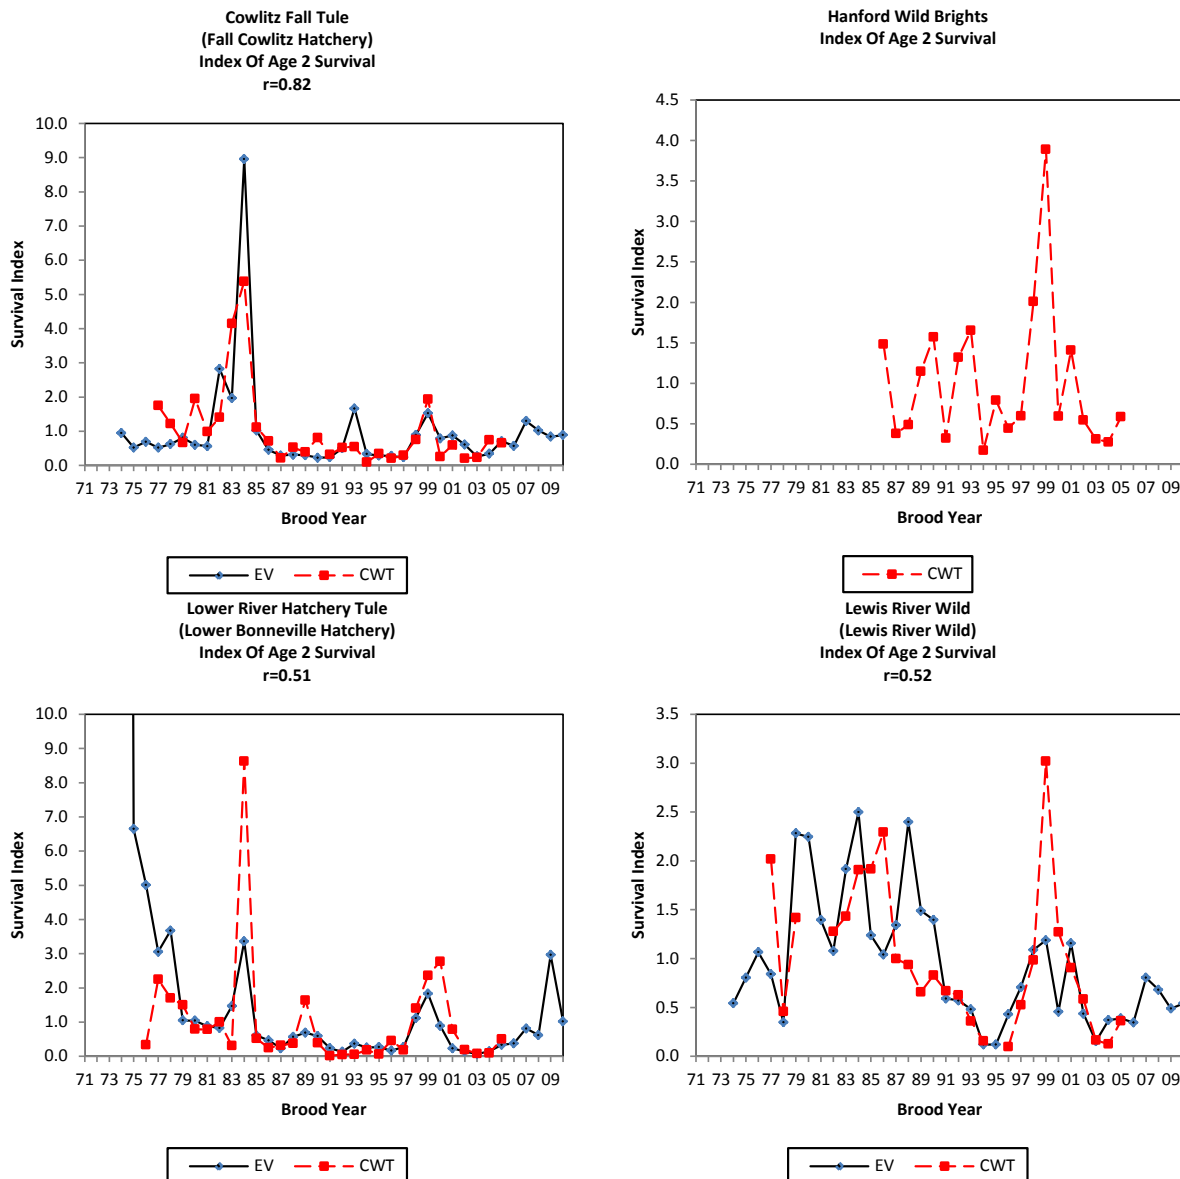 Cowlitz Fall Tule
(Fall Cowlitz Hatchery)
Index Of Age 2 Survival
r=0.82
10.0
9.0
8.0
7.0
6.0
5.0
4.0
3.0
2.0
1.0
0.0
Survival Index
71 73 75 77 79 81 83 85 87 89 91 93 95 97 99 01 03 05 07 09
Brood Year
EV CWT
Hanford Wild Brights
Index Of Age 2 Survival
4.5
4.0
3.5
3.0
2.5
2.0
1.5
1.0
0.5
0.0
Survival Index
71 73 75 77 79 81 83 85 87 89 91 93 95 97 99 01 03 05 07 09
Brood Year
CWT
Lower River Hatchery Tule
(Lower Bonneville Hatchery)
Index Of Age 2 Survival
r=0.51
10.0
9.0
8.0
7.0
6.0
5.0
4.0
3.0
2.0
1.0
0.0
Survival Index
71 73 75 77 79 81 83 85 87 89 91 93 95 97 99 01 03 05 07 09
Brood Year
EV CWT
Lewis River Wild
(Lewis River Wild)
Index Of Age 2 Survival
r=0.52
3.5
3.0
2.5
2.0
1.5
1.0
0.5
0.0
Survival Index
71 73 75 77 79 81 83 85 87 89 91 93 95 97 99 01 03 05 07 09
Brood Year
EV CWT